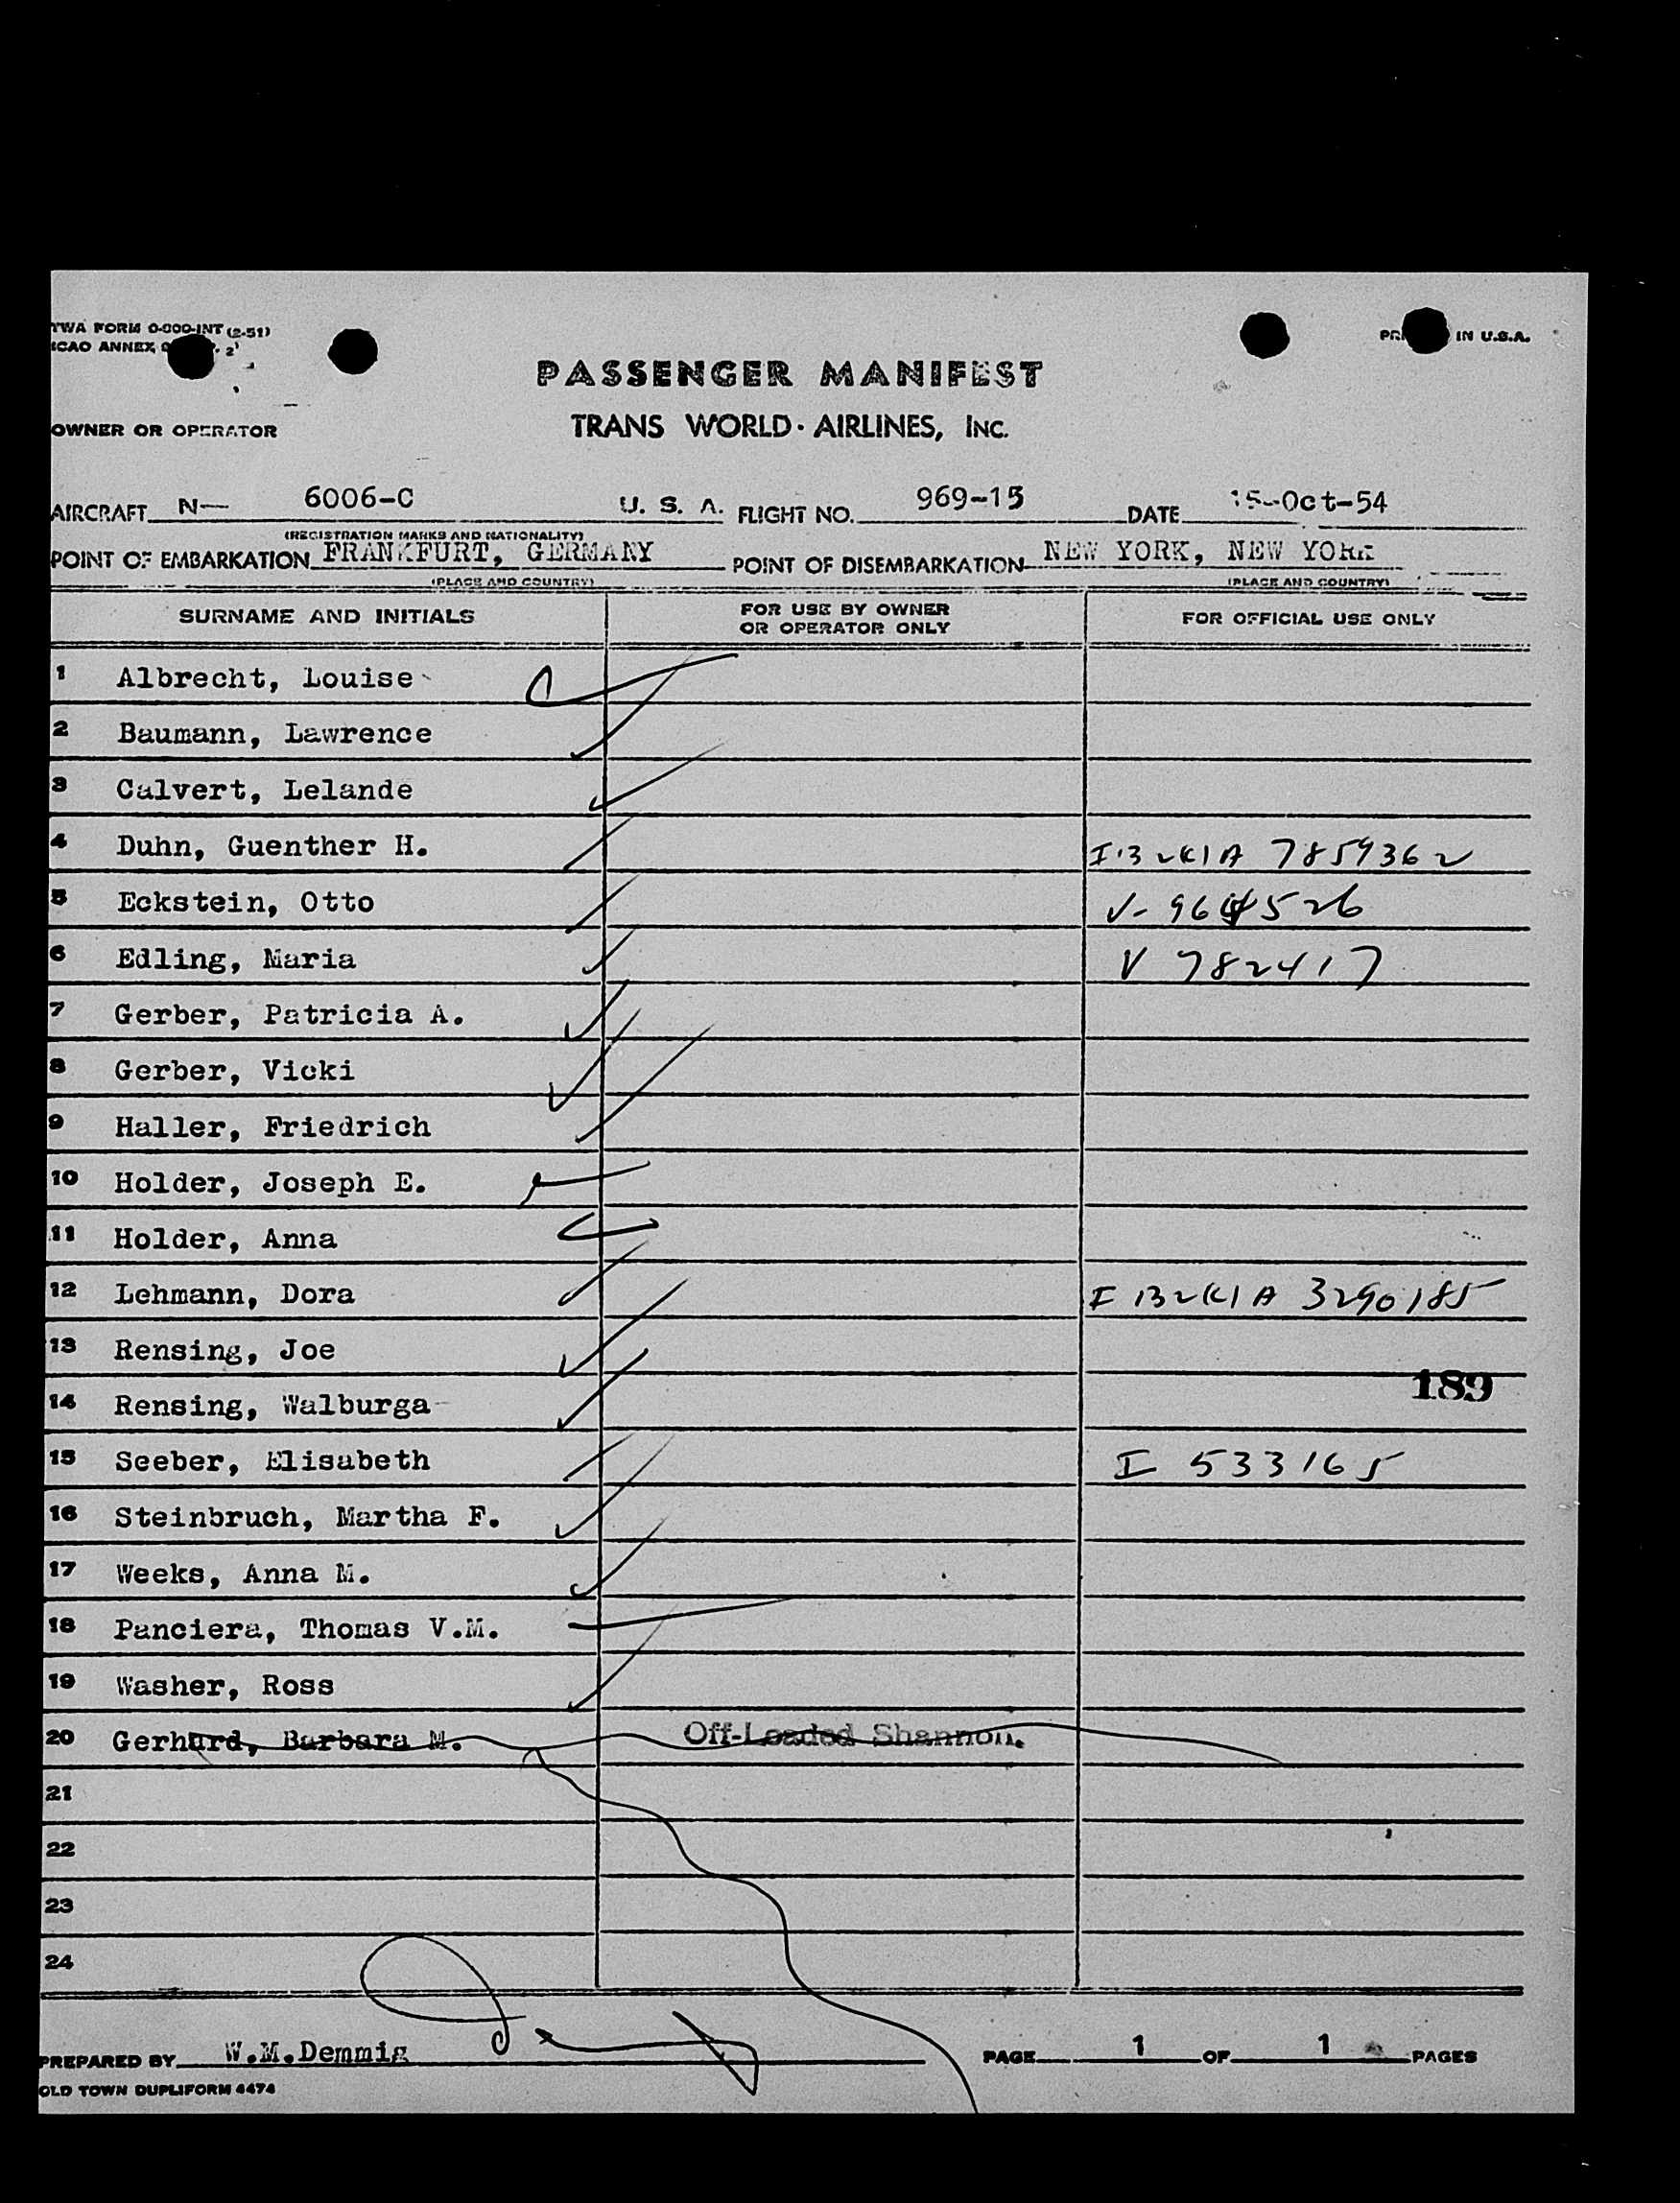 TWA FORM 0-000-INT (2-51)
ICAO ANNEX
IN U.S.A.
PASSENGER MANIFEST
OWNER OR OPERATOR TRANS WORLD AIRLINES, INC.
AIRCRAFT N— 6006-C U. S. A. FLIGHT NO. 969-15 DATE 15-Oct-54
(REGISTRATION MARKS AND NATIONALITY)
POINT OF EMBARKATION FRANKFURT, GERMANY POINT OF DISEMBARKATION NEW YORK, NEW YORK
(PLACE AND COUNTRY) (PLACE AND COUNTRY)
SURNAME AND INITIALS FOR USE BY OWNER OR OPERATOR ONLY FOR OFFICIAL USE ONLY
1 Albrecht, Louise
2 Baumann, Lawrence
3 Calvert, Lelande
4 Duhn, Guenther H. 7859362
5 Eckstein, Otto V- 964526
6 Edling, Maria V 782417
7 Gerber, Patricia A.
8 Gerber, Vicki
9 Haller, Friedrich
10 Holder, Joseph E.
11 Holder, Anna
12 Lehmann, Dora 3290185
13 Rensing, Joe
189
14 Rensing, Walburga
15 Seeber, Elisabeth I 533165
16 Steinbruch, Martha F.
17 Weeks, Anna M.
18 Panciera, Thomas V.M.
19 Washer, Ross
20 Gerhard, Barbara M. Off-Loaded Shannon.
21
22
23
24
PREPARED BY W.M.Demmig PAGE 1 OF 1 PAGES
OLD TOWN DUPLIFORM 4474